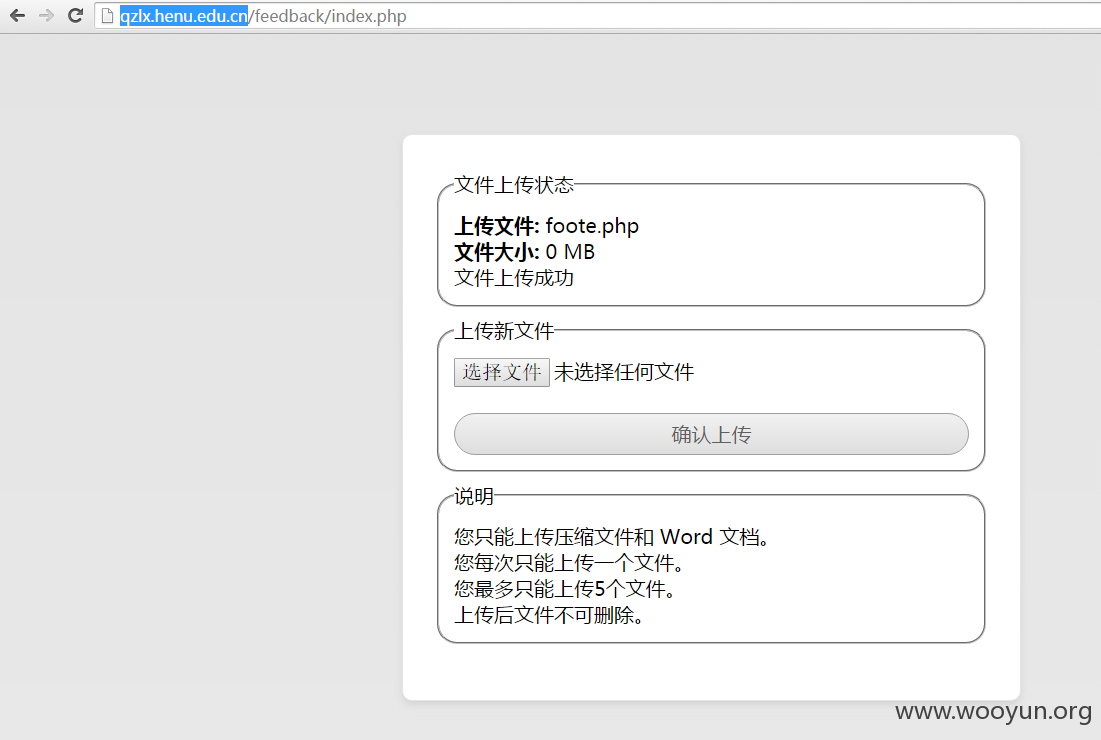 qzlx.henu.edu.cn/feedback/index.php
文件上传状态
上传文件: foote.php
文件大小: 0 MB
文件上传成功
上传新文件
选择文件 未选择任何文件
确认上传
说明
您只能上传压缩文件和 Word 文档。
您每次只能上传一个文件。
您最多只能上传5个文件。
上传后文件不可删除。
www.wooyun.org